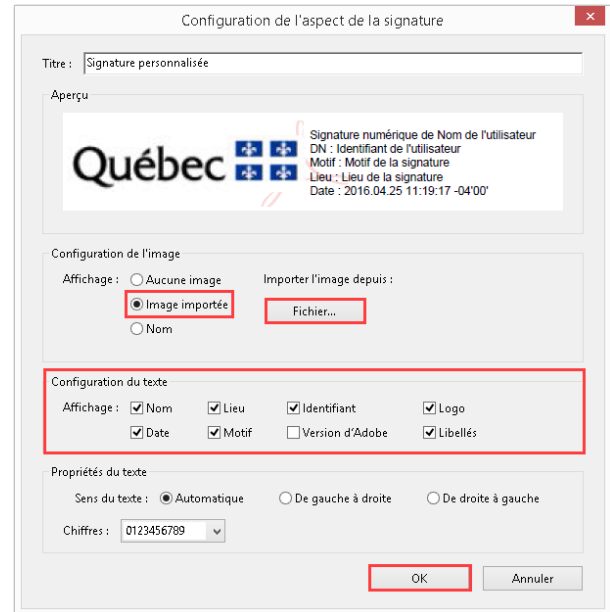 Configuration de l'aspect de la signature
Titre : Signature personnalisée
Aperçu
Québec
Signature numérique de Nom de l'utilisateur
DN : Identifiant de l'utilisateur
Motif : Motif de la signature
Lieu : Lieu de la signature
Date : 2016.04.25 11:19:17 -04'00'
Configuration de l'image
Affichage : Aucune image Importer l'image depuis :
Image importée Fichier...
Nom
Configuration du texte
Affichage : Nom Lieu Identifiant Logo
Date Motif Version d'Adobe Libellés
Propriétés du texte
Sens du texte : Automatique De gauche à droite De droite à gauche
Chiffres : 0123456789
OK Annuler